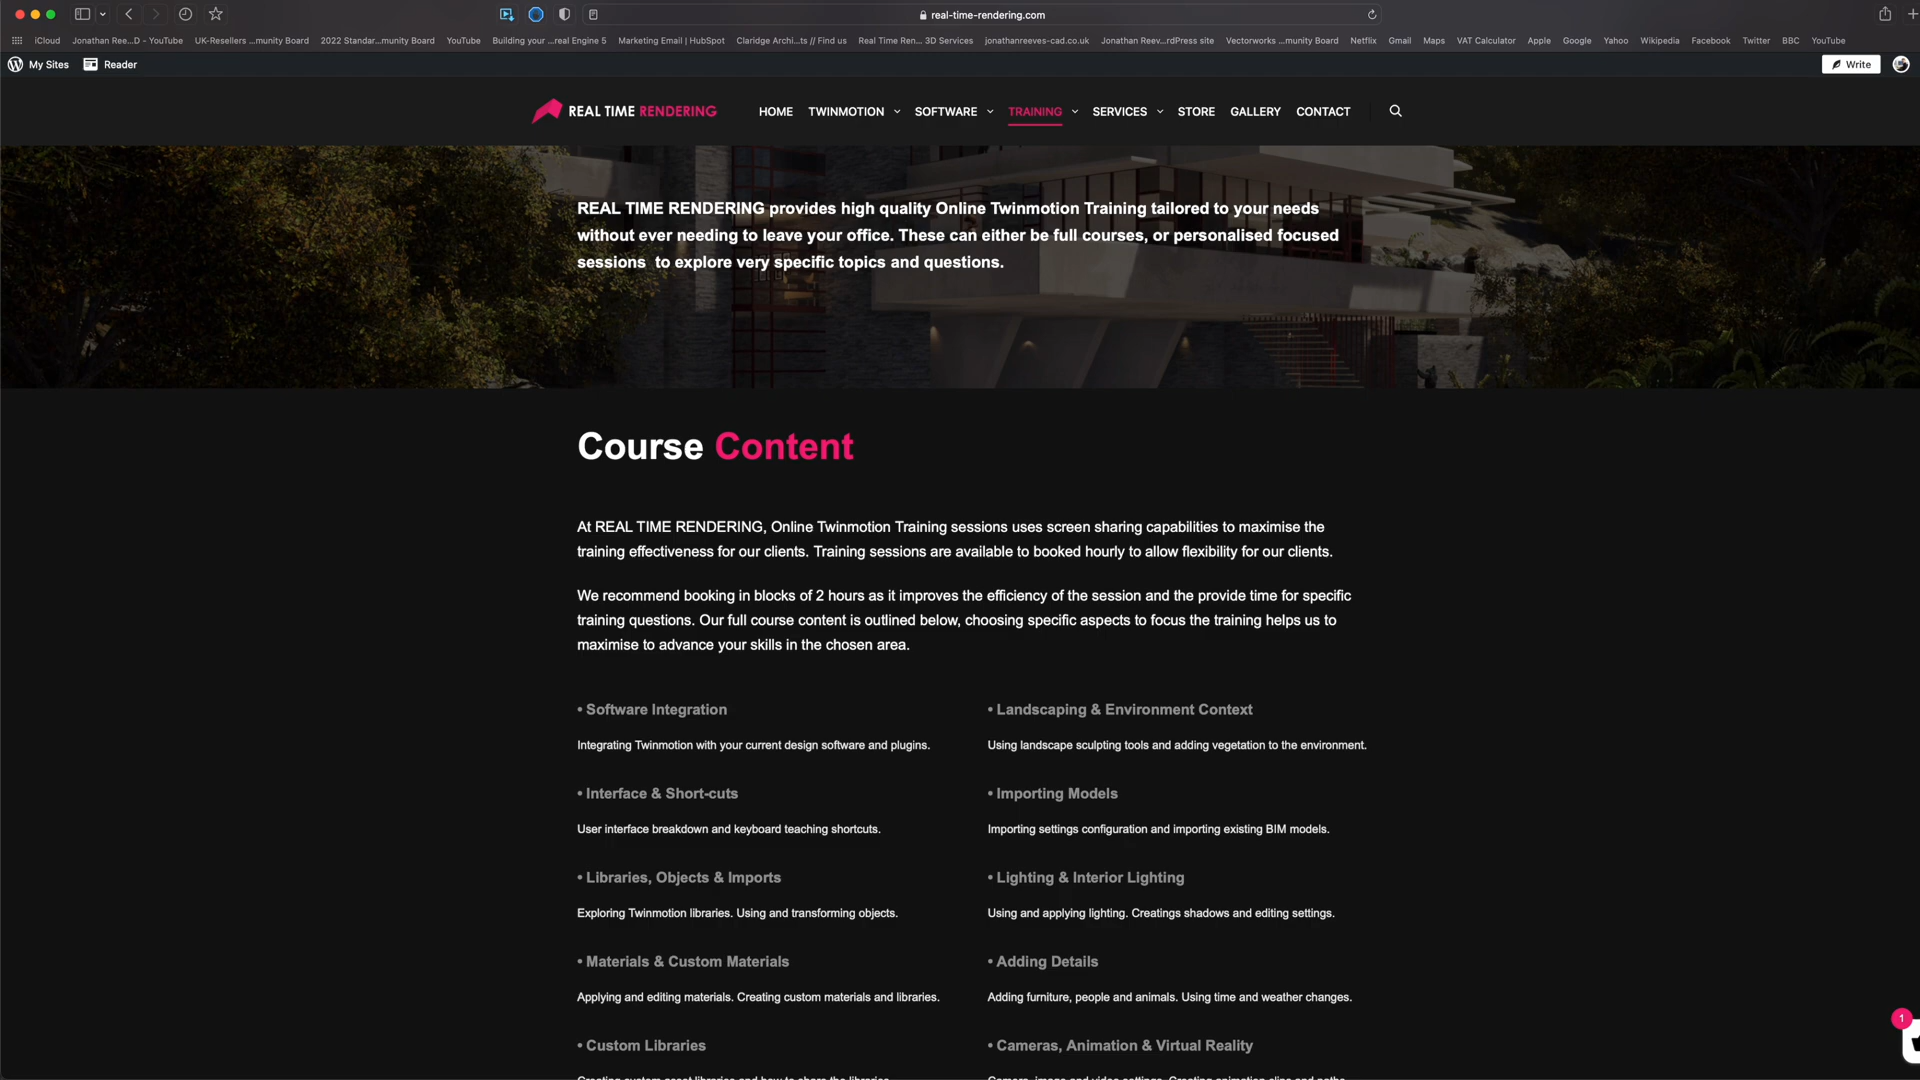 real-time-rendering.com
iCloud Jonathan Ree...D - YouTube UK-Resellers ...munity Board 2022 Standar...munity Board YouTube Building your ...real Engine 5 Marketing Email | HubSpot Claridge Archi...ts // Find us Real Time Ren... 3D Services jonathanreeves-cad.co.uk Jonathan Reev...rdPress site Vectorworks ...munity Board Netflix Gmail Maps VAT Calculator Apple Google Yahoo Wikipedia Facebook Twitter BBC YouTube
My Sites Reader Write
REAL TIME RENDERING HOME TWINMOTION SOFTWARE TRAINING SERVICES STORE GALLERY CONTACT
REAL TIME RENDERING provides high quality Online Twinmotion Training tailored to your needs
without ever needing to leave your office. These can either be full courses, or personalised focused
sessions to explore very specific topics and questions.
Course Content
At REAL TIME RENDERING, Online Twinmotion Training sessions uses screen sharing capabilities to maximise the
training effectiveness for our clients. Training sessions are available to booked hourly to allow flexibility for our clients.
We recommend booking in blocks of 2 hours as it improves the efficiency of the session and the provide time for specific
training questions. Our full course content is outlined below, choosing specific aspects to focus the training helps us to
maximise to advance your skills in the chosen area.
• Software Integration
Integrating Twinmotion with your current design software and plugins.
• Interface & Short-cuts
User interface breakdown and keyboard teaching shortcuts.
• Libraries, Objects & Imports
Exploring Twinmotion libraries. Using and transforming objects.
• Materials & Custom Materials
Applying and editing materials. Creating custom materials and libraries.
• Custom Libraries
• Landscaping & Environment Context
Using landscape sculpting tools and adding vegetation to the environment.
• Importing Models
Importing settings configuration and importing existing BIM models.
• Lighting & Interior Lighting
Using and applying lighting. Creatings shadows and editing settings.
• Adding Details
Adding furniture, people and animals. Using time and weather changes.
• Cameras, Animation & Virtual Reality
1